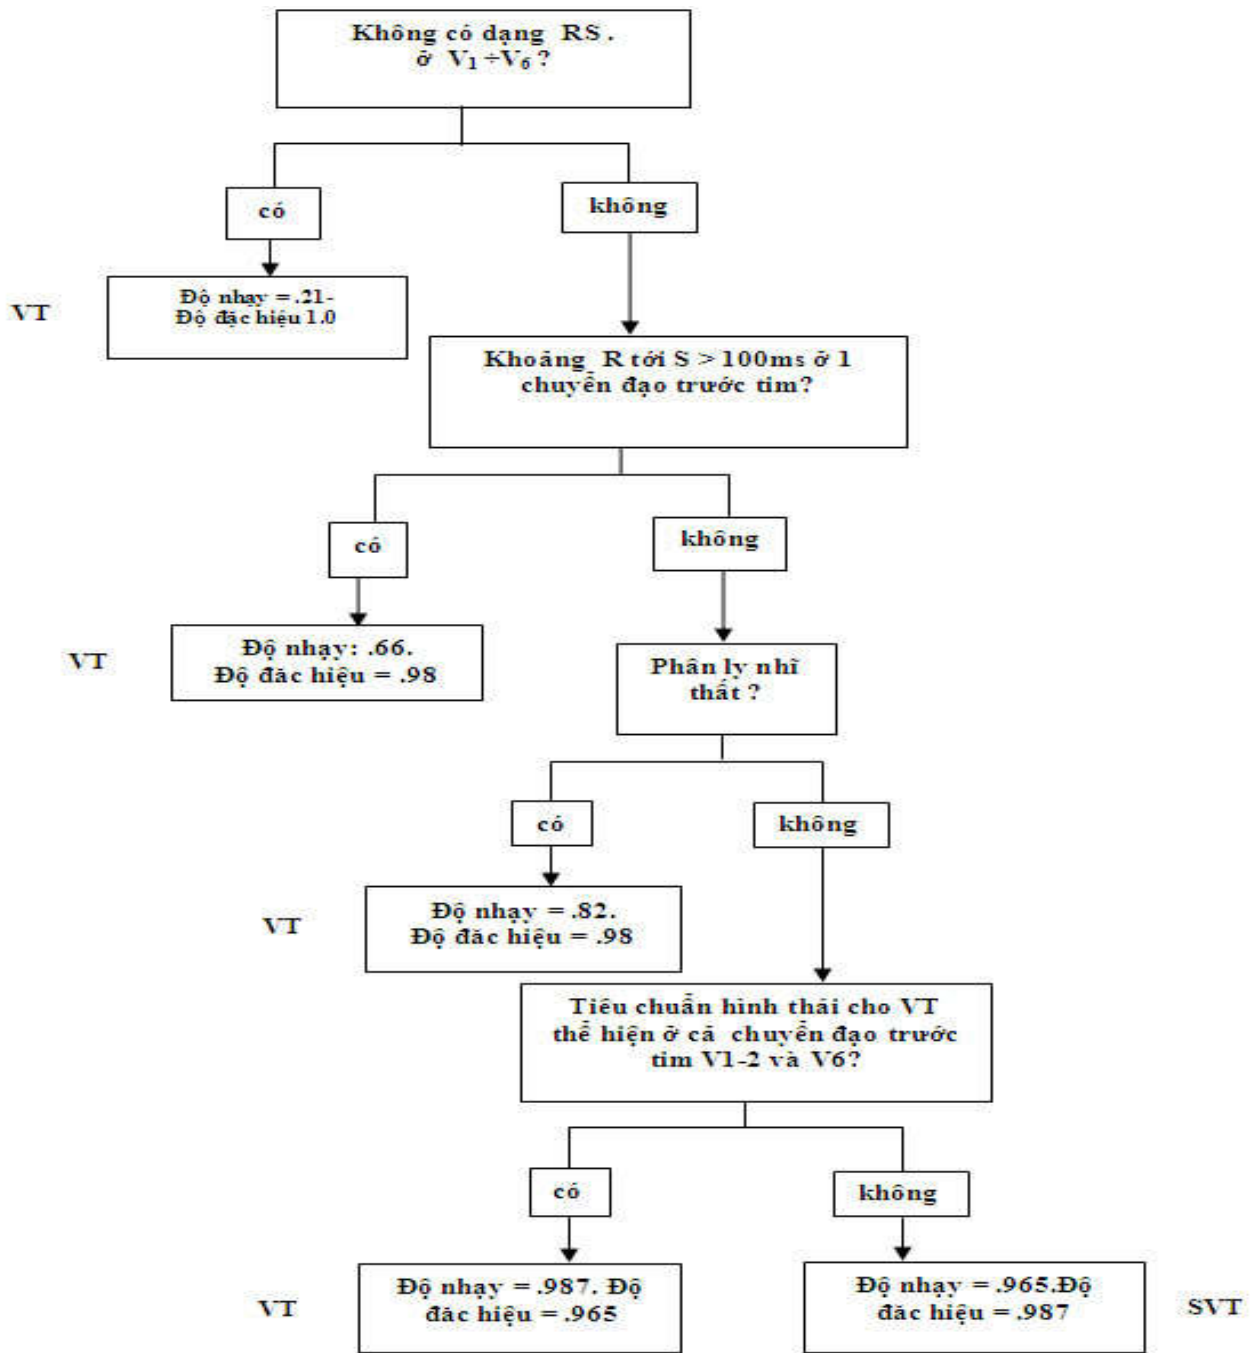 Không có dạng RS .
ở V₁ ÷V₆ ?
có
không
VT
Độ nhạy = .21-
Độ đặc hiệu 1.0
Khoảng R tới S > 100ms ở 1
chuyển đạo trước tim?
có
không
VT
Độ nhạy: .66.
Độ đăc hiệu = .98
Phân ly nhĩ
thất ?
có
không
VT
Độ nhạy = .82.
Độ đăc hiệu = .98
Tiêu chuẩn hình thái cho VT
thể hiện ở cả chuyển đạo trước
tim V1-2 và V6?
có
không
VT
Độ nhạy = .987. Độ
đăc hiệu = .965
Độ nhạy = .965.Độ
đăc hiệu = .987
SVT